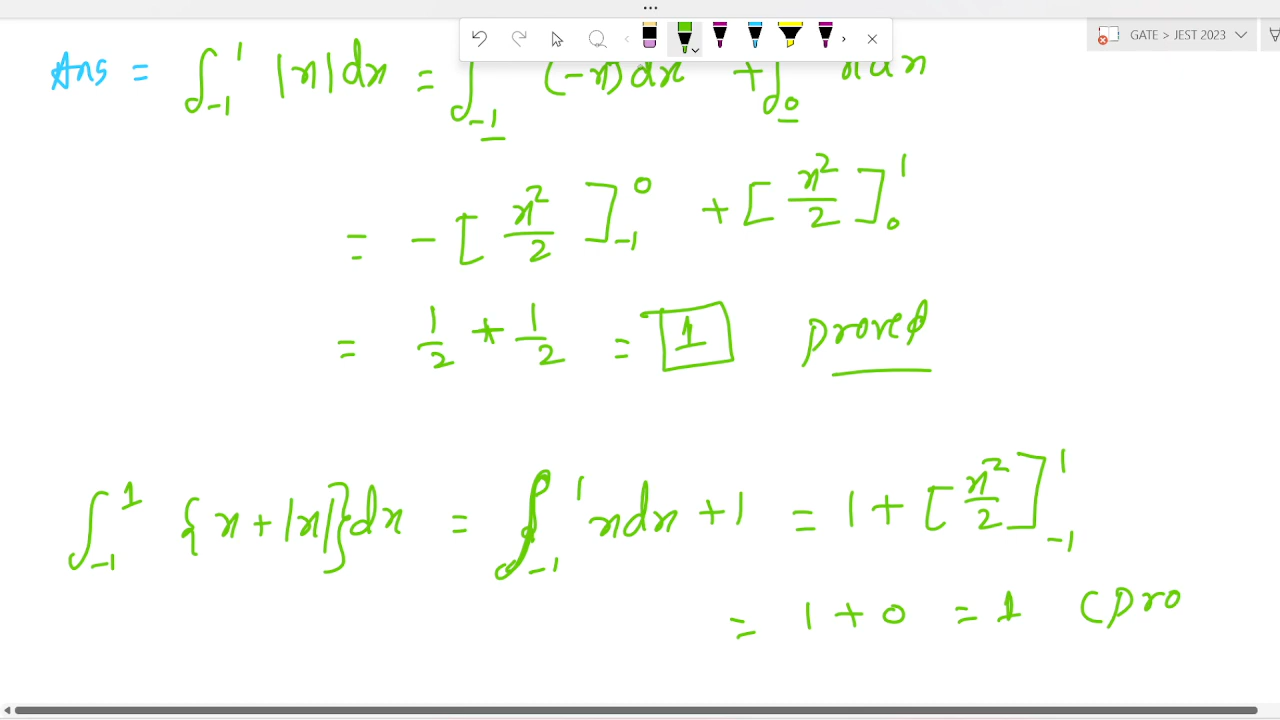 GATE > JEST 2023
Ans = ∫₋₁¹ |x| dx = ∫₋₁ (-x) dx + ∫₀ x dx
= - [x²/2]₋₁⁰ + [x²/2]₀¹
= 1/2 + 1/2 = 1 proved
∫₋₁¹ {x + |x|} dx = ∫₋₁¹ x dx + 1 = 1 + [x²/2]₋₁¹
= 1 + 0 = 1 (pro